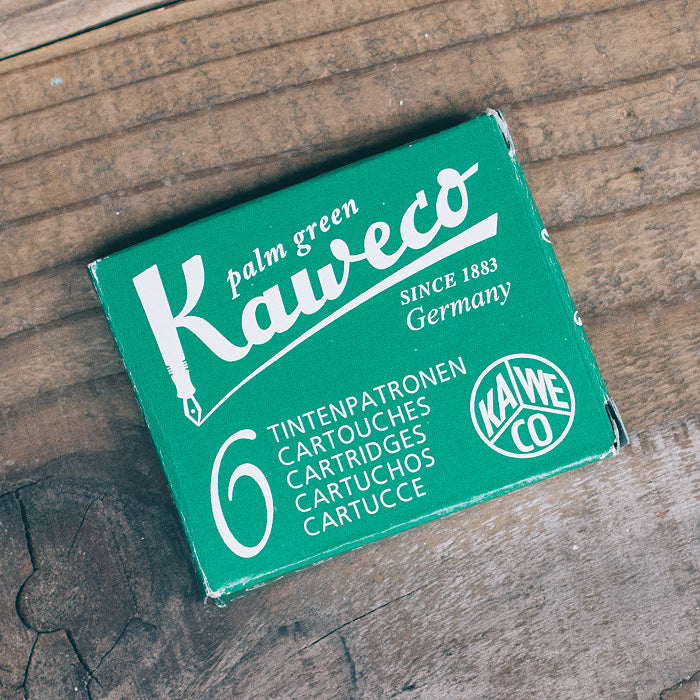 palm green
Kaweco
SINCE 1883
Germany
6
TINTENPATRONEN
CARTOUCHES
CARTRIDGES
CARTUCHOS
CARTUCCE
KA WE
CO